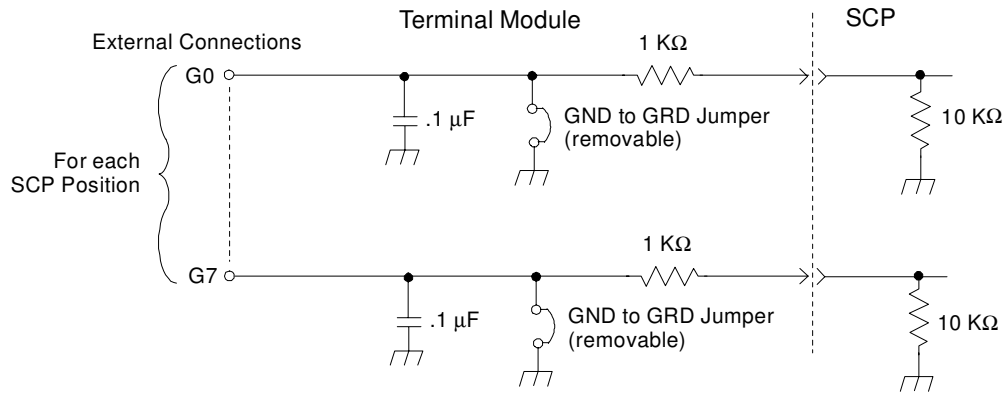 Terminal Module
SCP
External Connections
1 KΩ
G0
.1 µF
GND to GRD Jumper
(removable)
10 KΩ
For each
SCP Position
1 KΩ
G7
.1 µF
GND to GRD Jumper
(removable)
10 KΩ